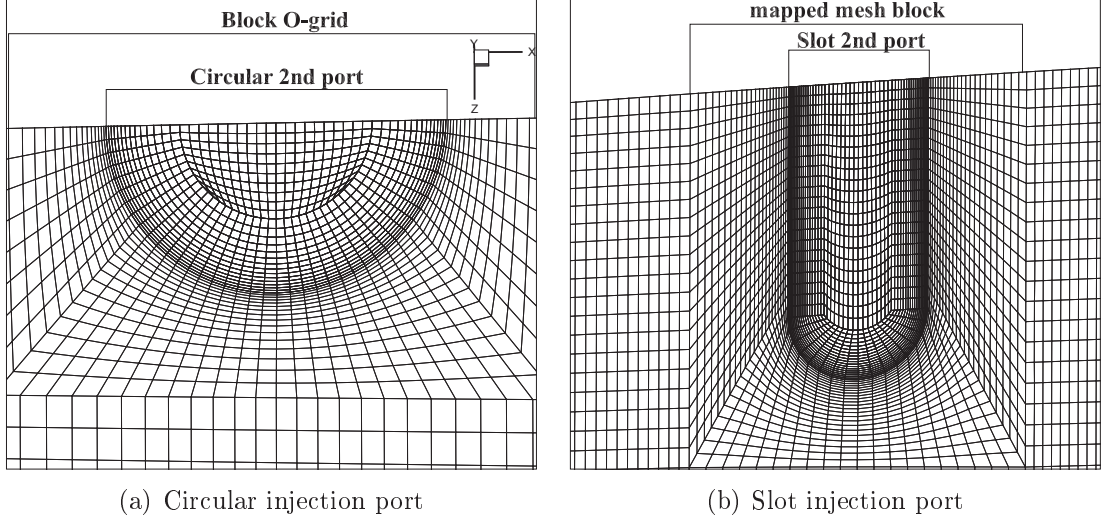 Block O-grid
Circular 2nd port
Y
X
Z
(a) Circular injection port
mapped mesh block
Slot 2nd port
(b) Slot injection port